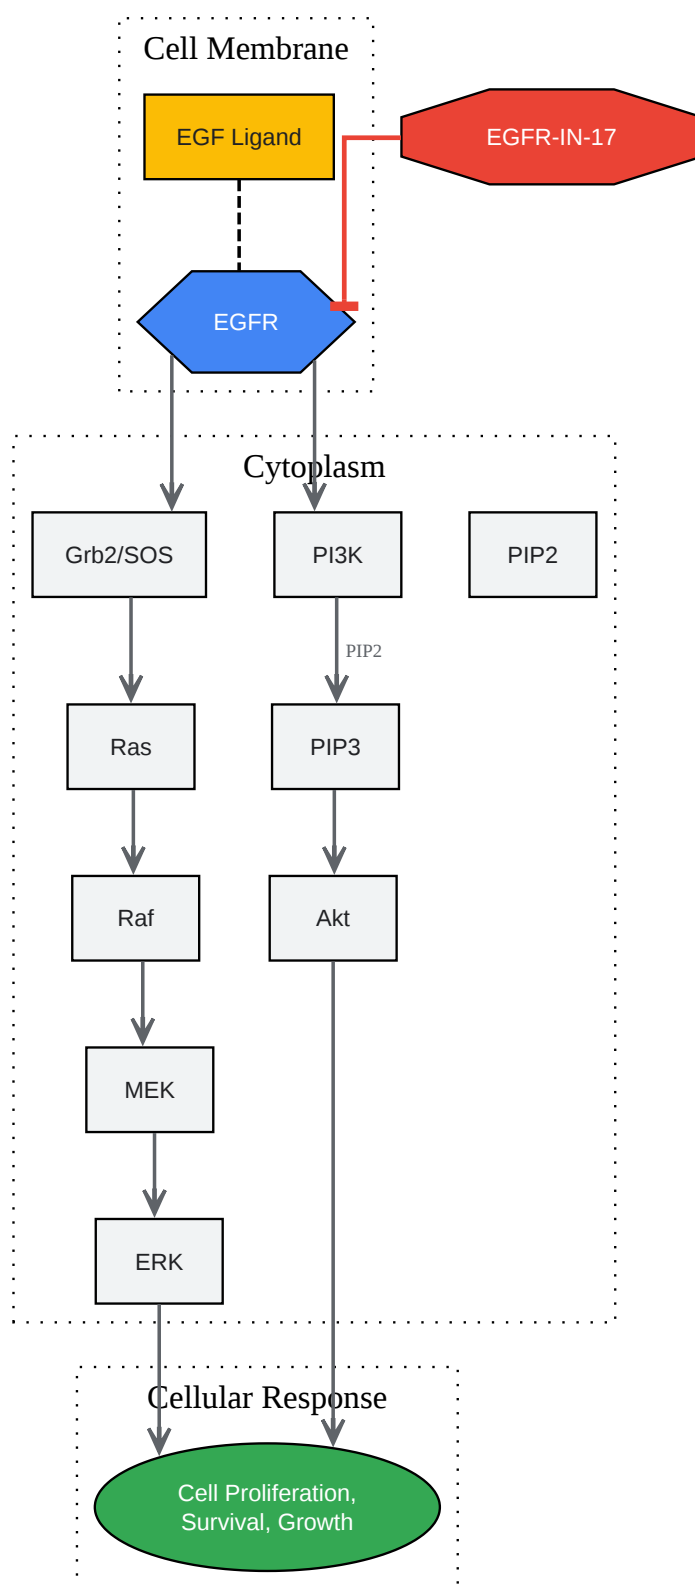 Cell Membrane
EGF Ligand
EGFR-IN-17
EGFR
Cytoplasm
Grb2/SOS
PI3K
PIP2
PIP2
Ras
PIP3
Raf
Akt
MEK
ERK
Cellular Response
Cell Proliferation,
Survival, Growth